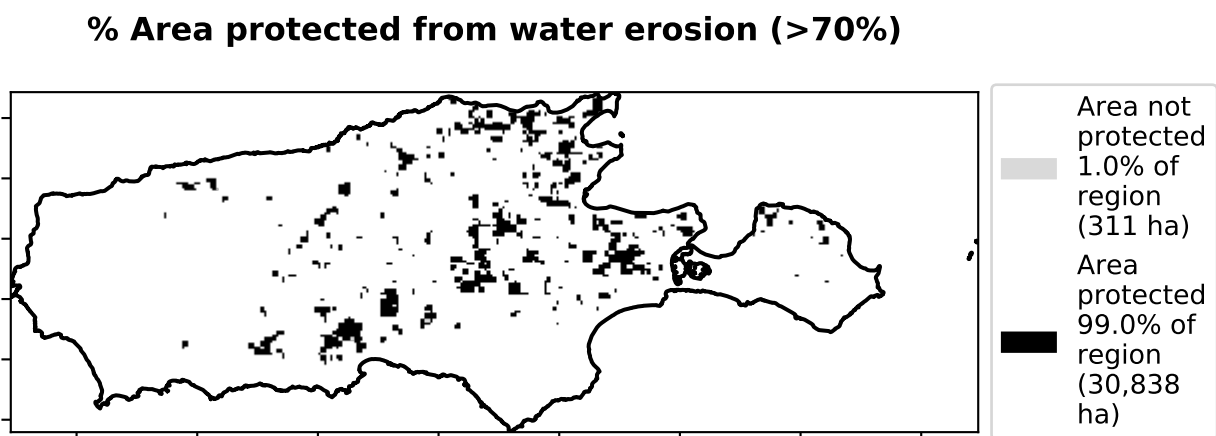 % Area protected from water erosion (>70%)
Area not
protected
1.0% of
region
(311 ha)
Area
protected
99.0% of
region
(30,838
ha)